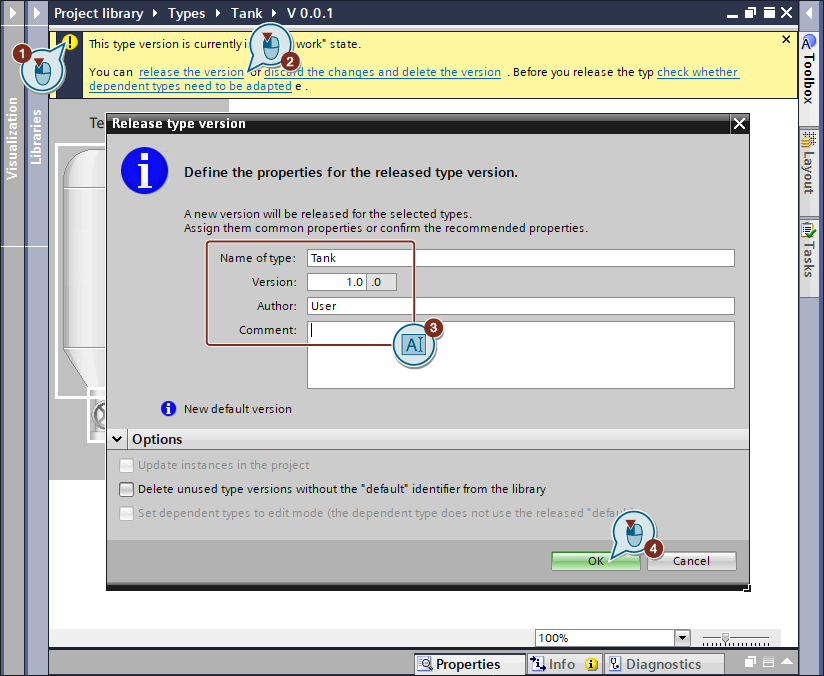 Project library ▸ Types ▸ Tank ▸ V 0.0.1
This type version is currently i work" state.
You can release the version or discard the changes and delete the version . Before you release the typ check whether
dependent types need to be adapted e .
1
2
Visualization
Libraries
Toolbox
Layout
Tasks
Te
Release type version
Define the properties for the released type version.
A new version will be released for the selected types.
Assign them common properties or confirm the recommended properties.
Name of type: Tank
Version: 1.0 .0
Author: User
Comment:
3
AI
New default version
Options
Update instances in the project
Delete unused type versions without the "default" identifier from the library
Set dependent types to edit mode (the dependent type does not use the released "defau
4
OK Cancel
100%
Properties Info Diagnostics